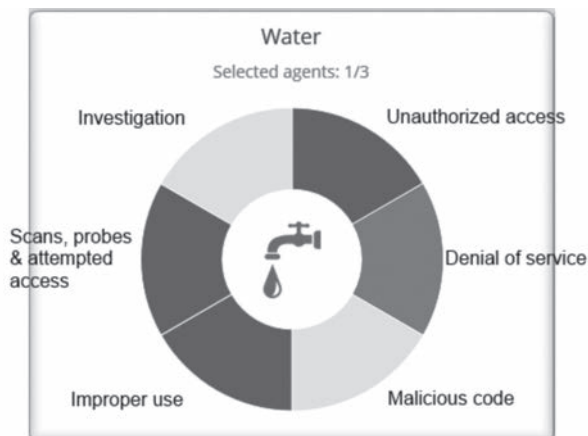 Water
Selected agents: 1/3
Investigation
Unauthorized access
Scans, probes
& attempted
access
Denial of service
Improper use
Malicious code